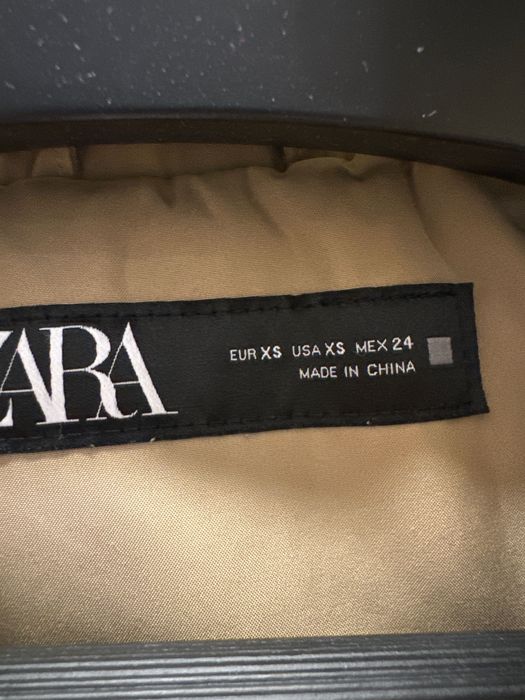 ZARA
EUR XS USA XS MEX 24
MADE IN CHINA